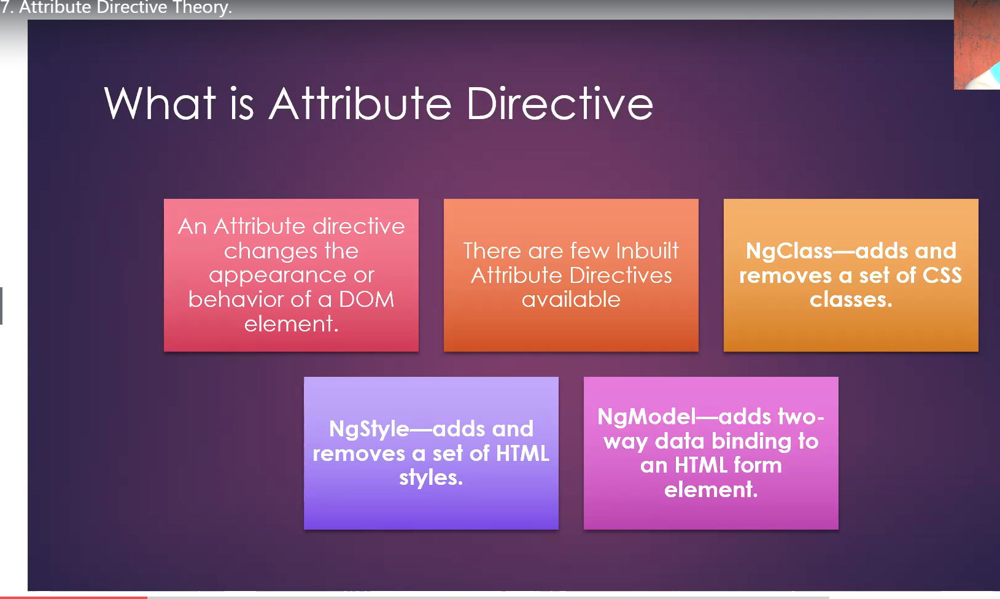 7. Attribute Directive Theory.
What is Attribute Directive
An Attribute directive
changes the
appearance or
behavior of a DOM
element.
There are few Inbuilt
Attribute Directives
available
NgClass—adds and
removes a set of CSS
classes.
NgStyle—adds and
removes a set of HTML
styles.
NgModel—adds two-
way data binding to
an HTML form
element.